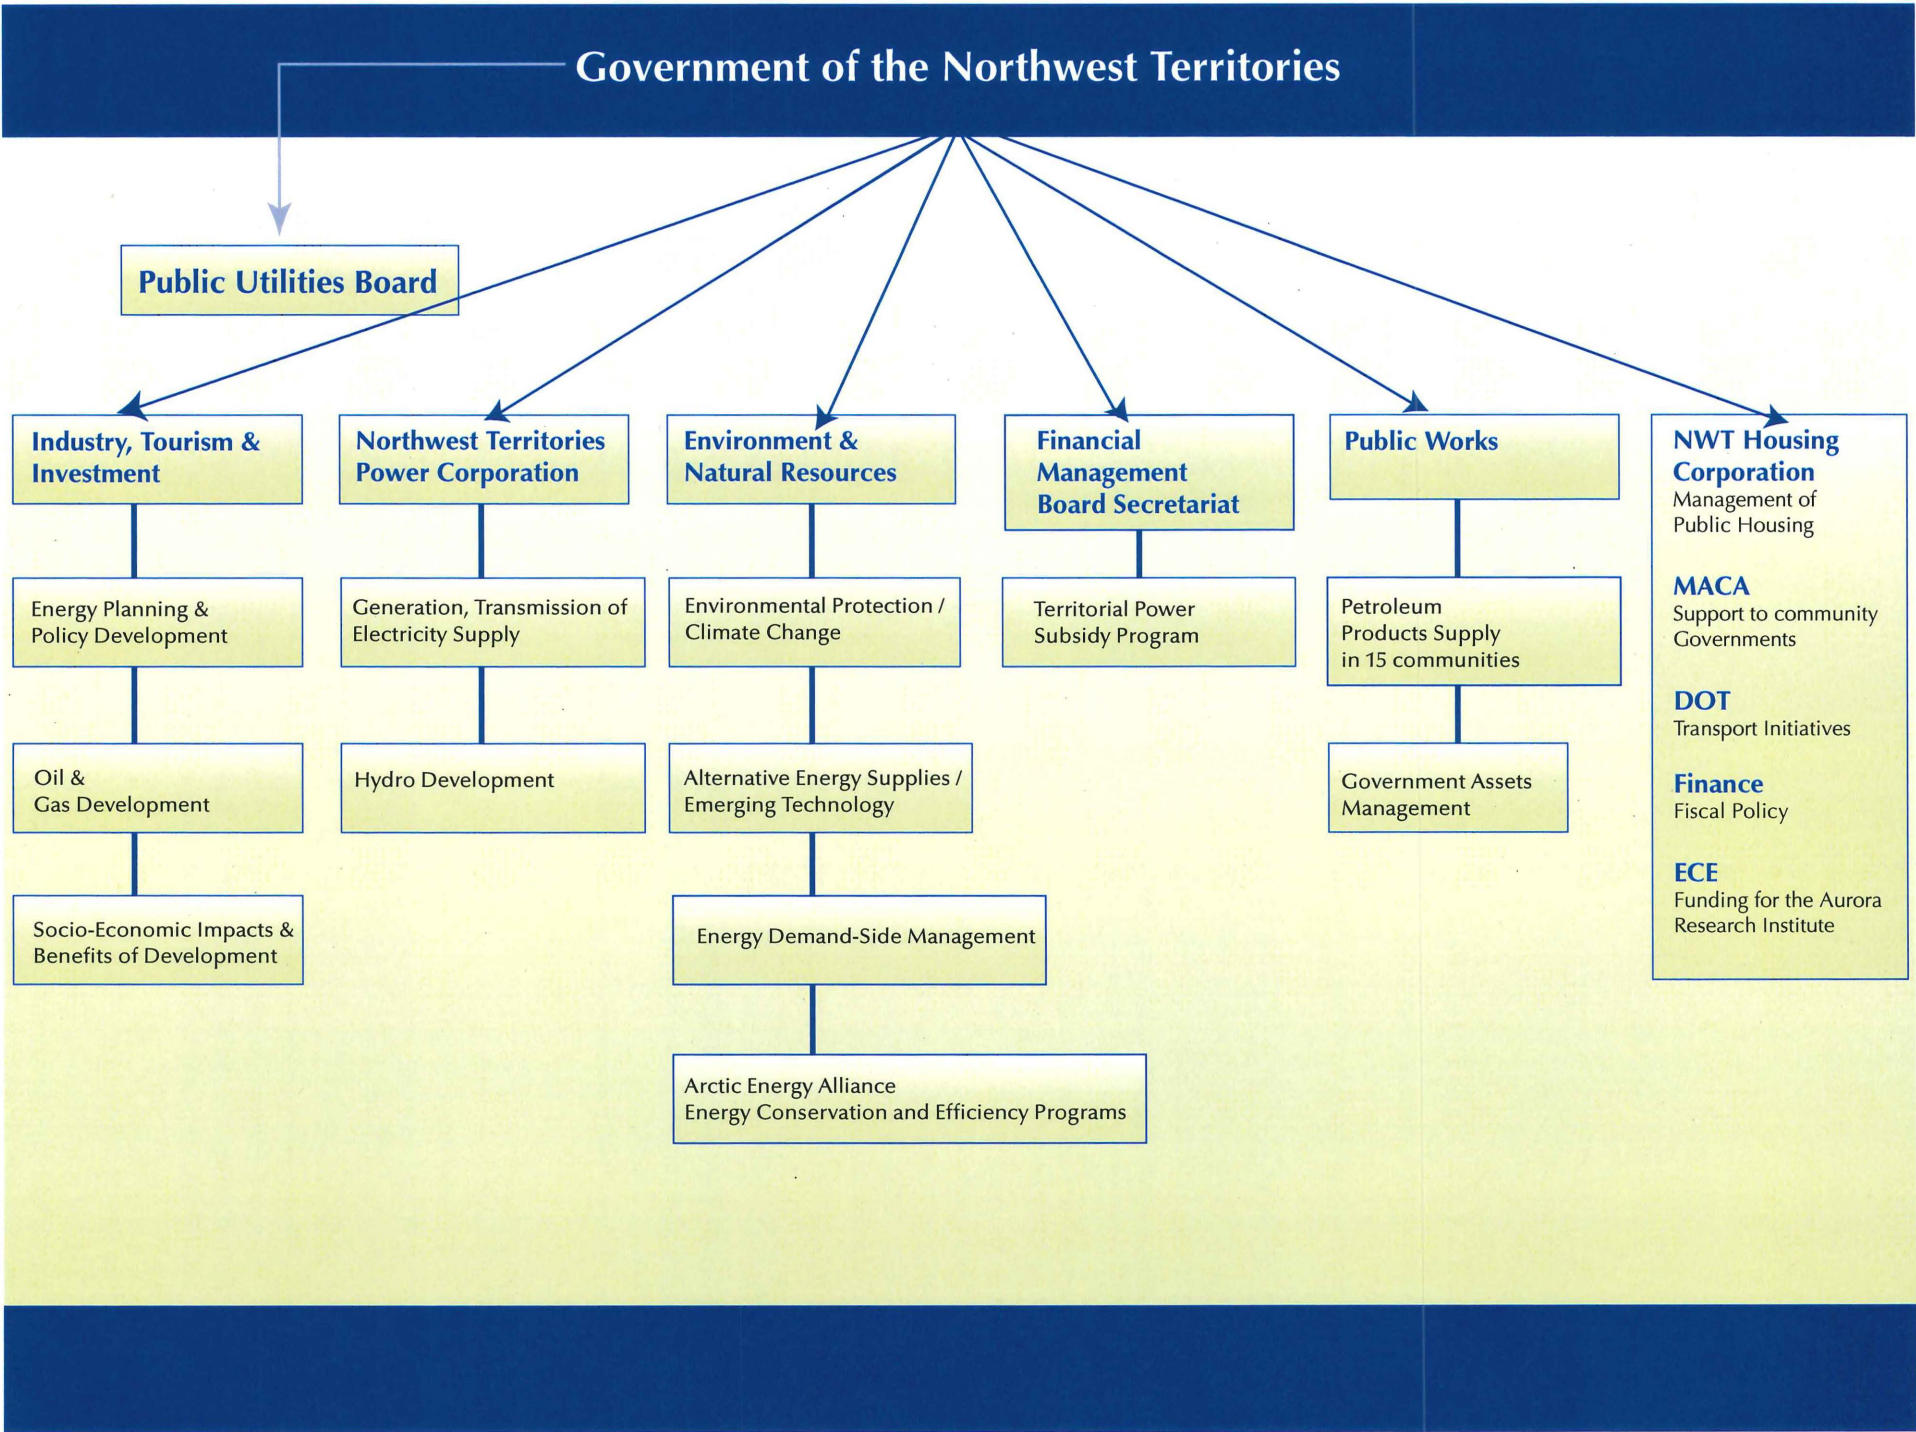 Government of the Northwest Territories
Public Utilities Board
Industry, Tourism &
Investment
Energy Planning &
Policy Development
Oil &
Gas Development
Socio-Economic Impacts &
Benefits of Development
Northwest Territories
Power Corporation
Generation, Transmission of
Electricity Supply
Hydro Development
Environment &
Natural Resources
Environmental Protection /
Climate Change
Alternative Energy Supplies /
Emerging Technology
Energy Demand-Side Management
Arctic Energy Alliance
Energy Conservation and Efficiency Programs
Financial
Management
Board Secretariat
Territorial Power
Subsidy Program
Public Works
Petroleum
Products Supply
in 15 communities
Government Assets
Management
NWT Housing
Corporation
Management of
Public Housing
MACA
Support to community
Governments
DOT
Transport Initiatives
Finance
Fiscal Policy
ECE
Funding for the Aurora
Research Institute